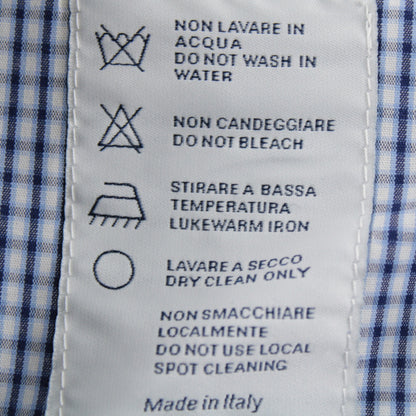 NON LAVARE IN
ACQUA
DO NOT WASH IN
WATER
NON CANDEGGIARE
DO NOT BLEACH
STIRARE A BASSA
TEMPERATURA
LUKEWARM IRON
LAVARE A SECCO
DRY CLEAN ONLY
NON SMACCHIARE
LOCALMENTE
DO NOT USE LOCAL
SPOT CLEANING
Made in Italy